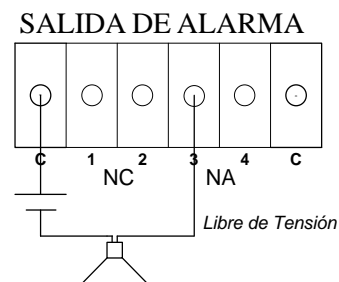 SALIDA DE ALARMA
C 1 2 3 4 C
NC NA
Libre de Tensión